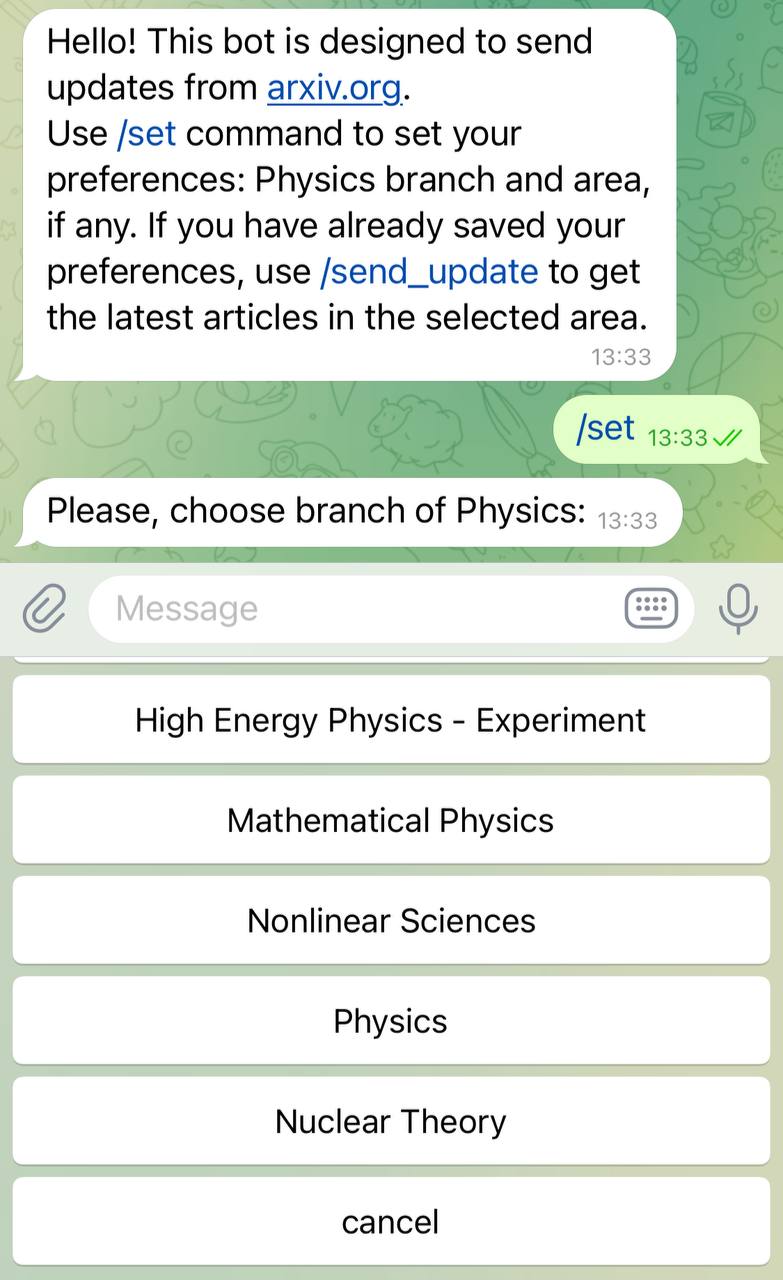 Hello! This bot is designed to send
updates from arxiv.org.
Use /set command to set your
preferences: Physics branch and area,
if any. If you have already saved your
preferences, use /send_update to get
the latest articles in the selected area.
13:33
/set 13:33
Please, choose branch of Physics: 13:33
Message
High Energy Physics - Experiment
Mathematical Physics
Nonlinear Sciences
Physics
Nuclear Theory
cancel